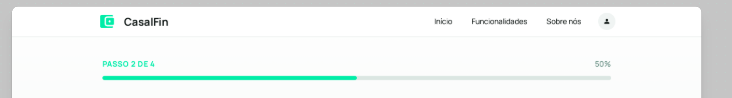 CasalFin
Início Funcionalidades Sobre nós
PASSO 2 DE 4 50%